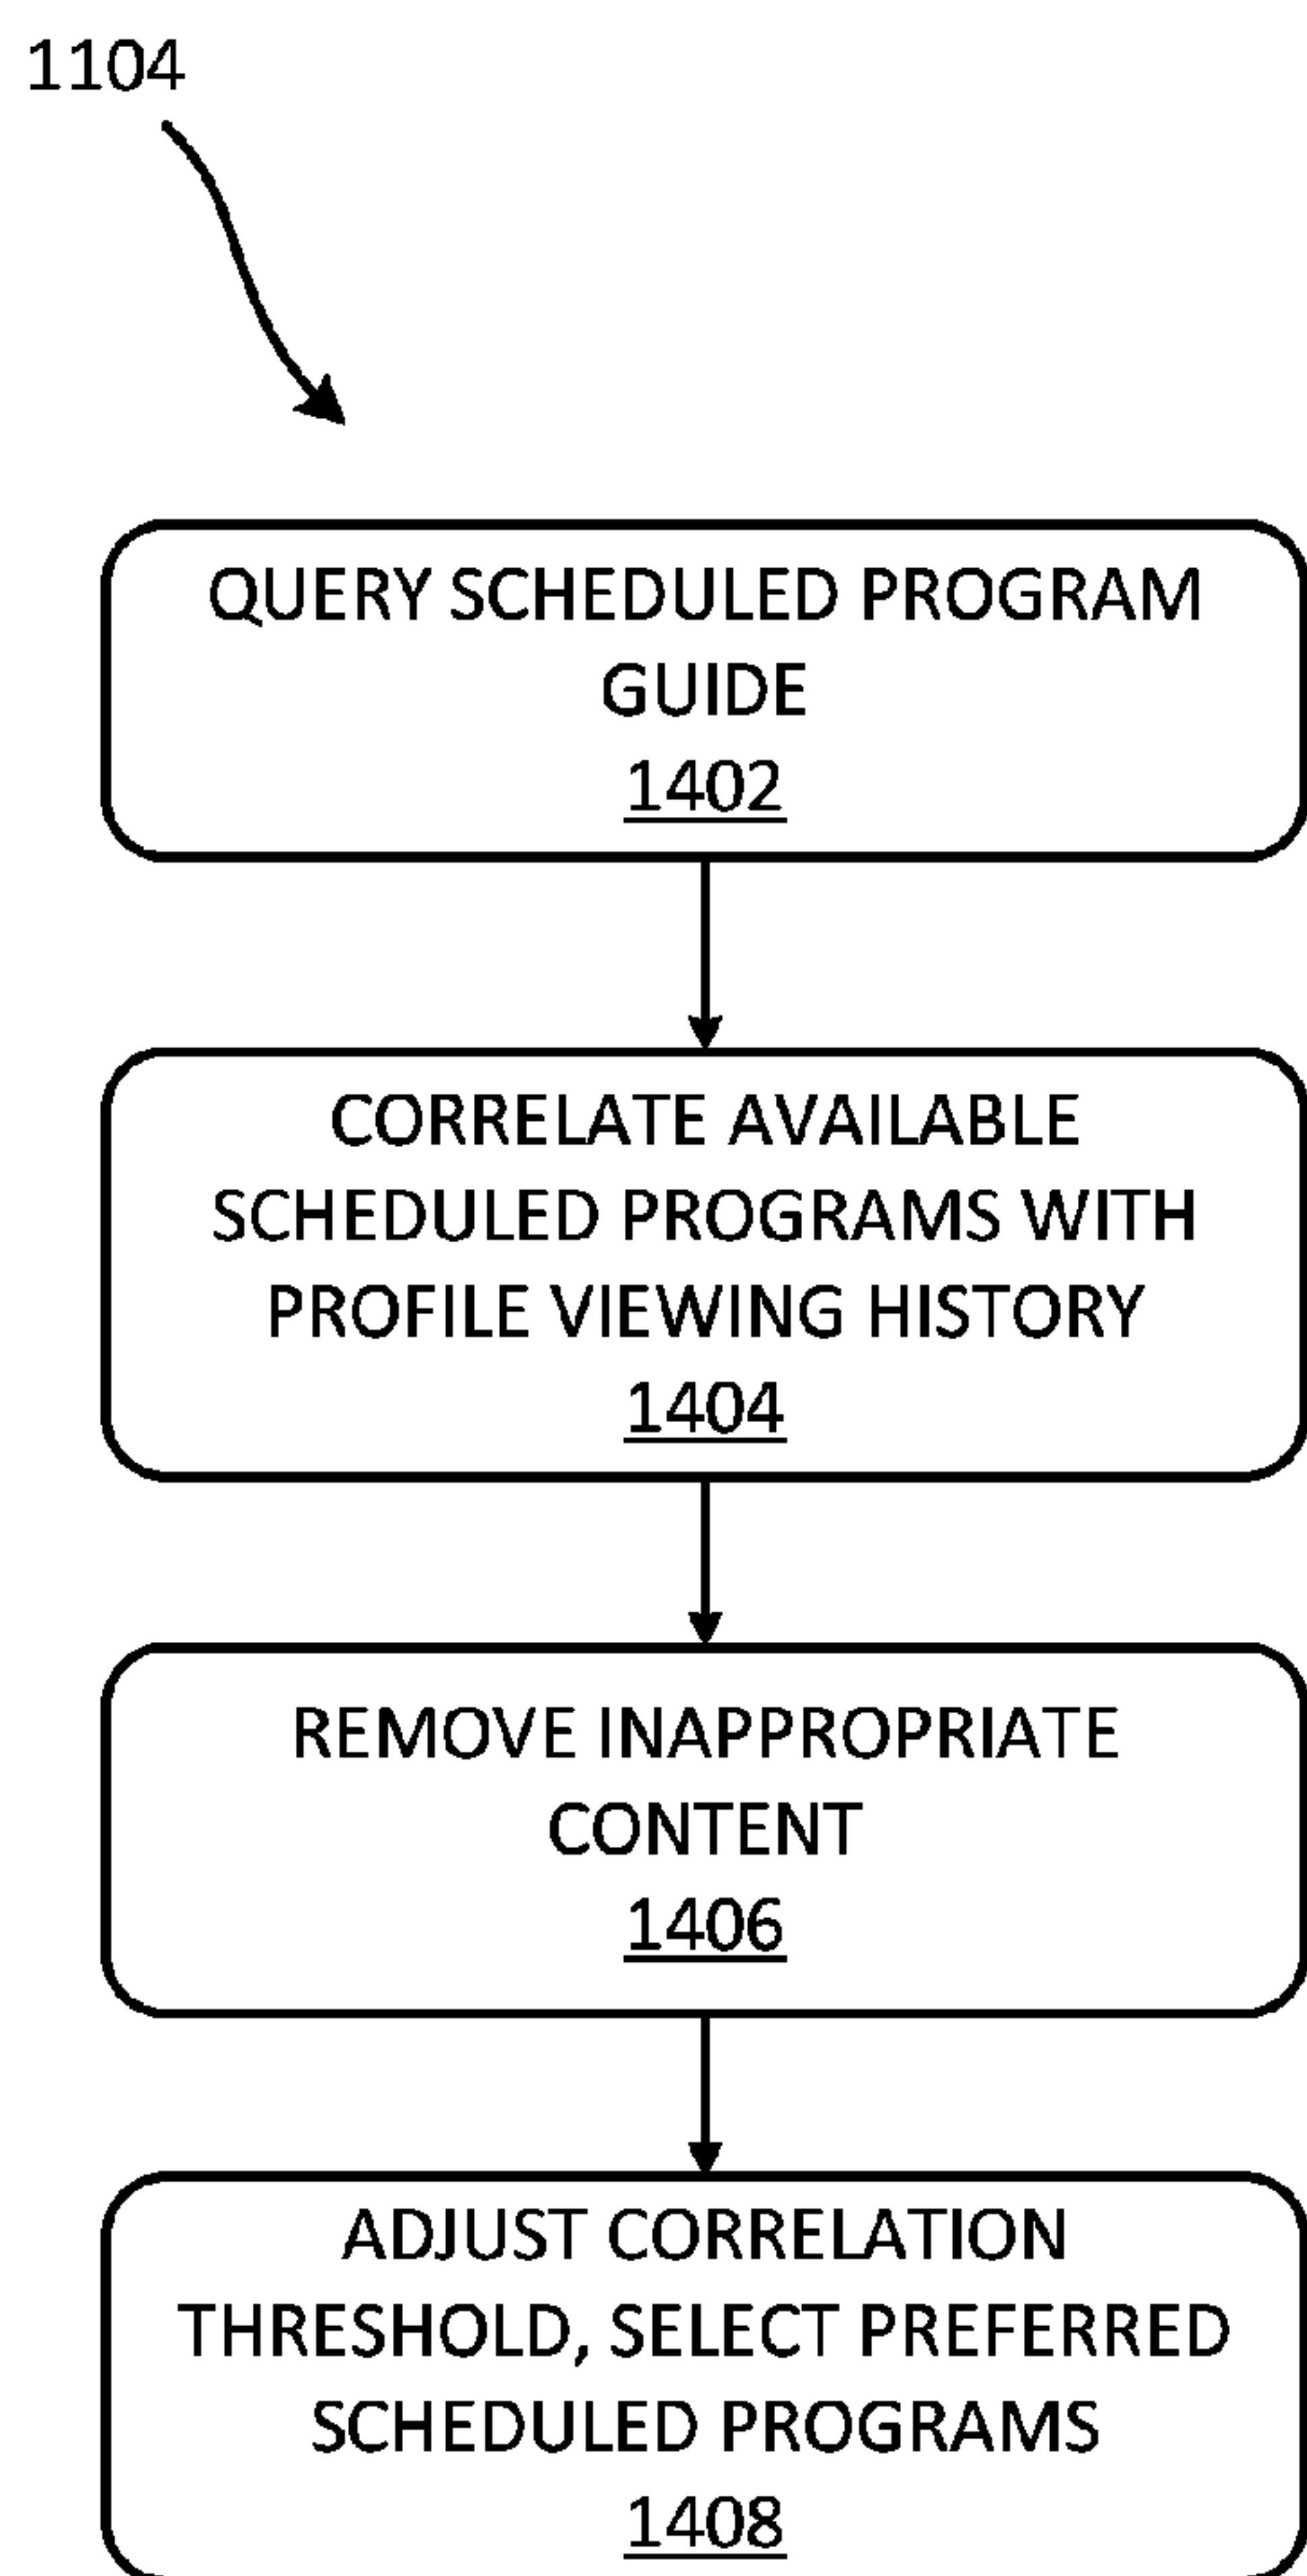 1104
QUERY SCHEDULED PROGRAM
GUIDE
1402
CORRELATE AVAILABLE
SCHEDULED PROGRAMS WITH
PROFILE VIEWING HISTORY
1404
REMOVE INAPPROPRIATE
CONTENT
1406
ADJUST CORRELATION
THRESHOLD, SELECT PREFERRED
SCHEDULED PROGRAMS
1408